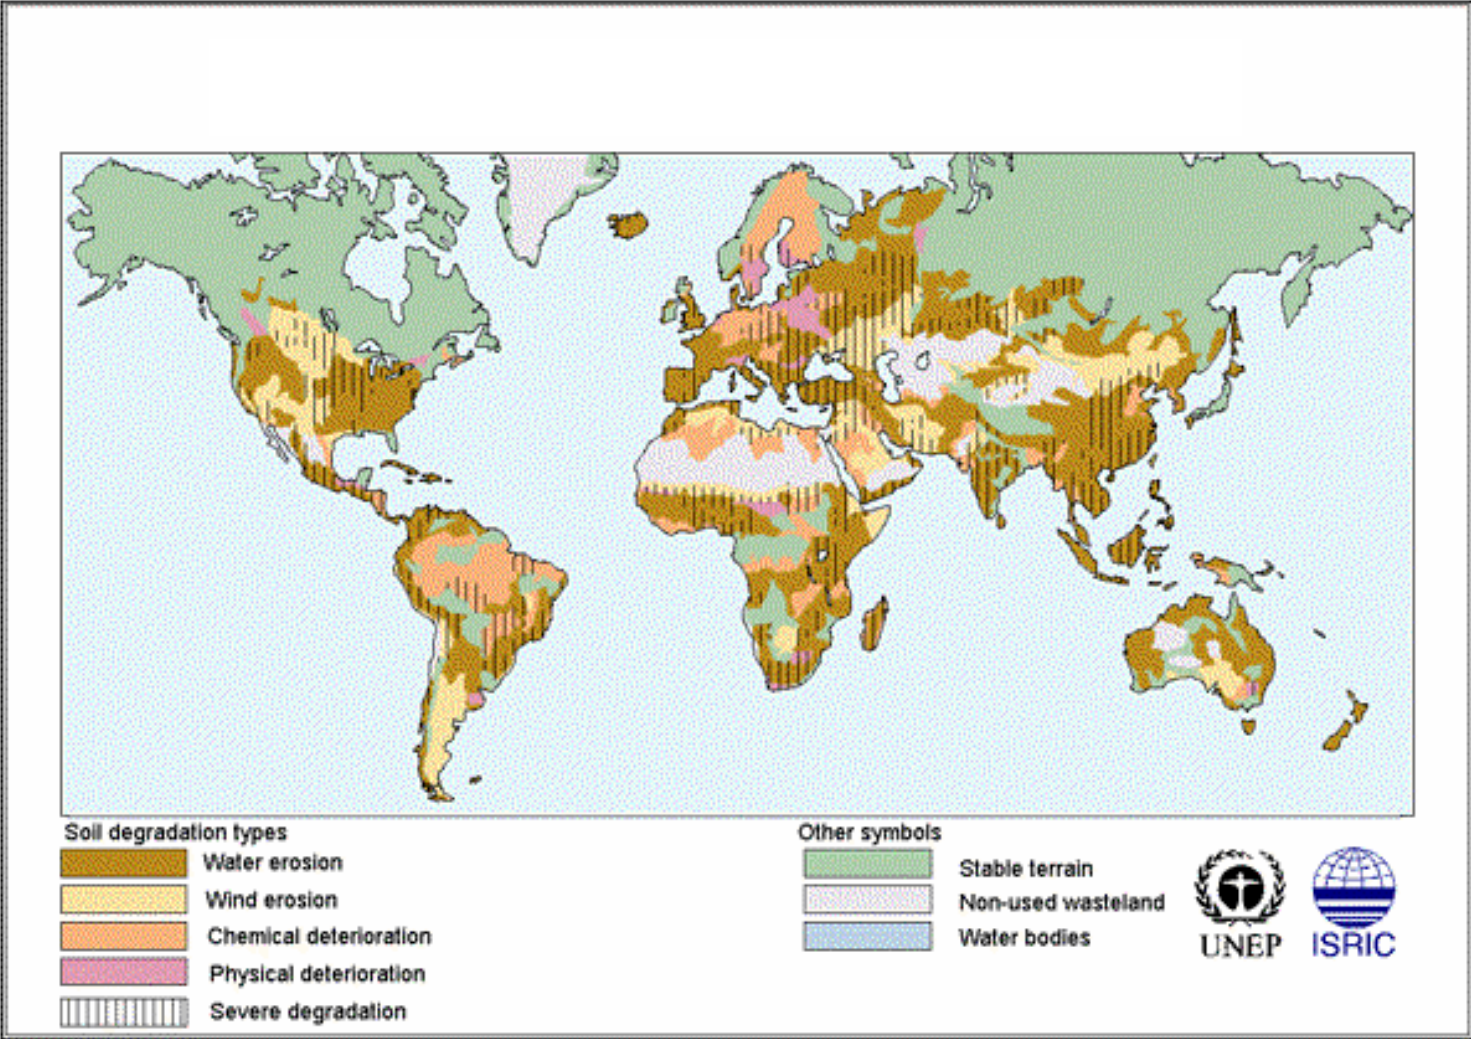 Soil degradation types
Water erosion
Wind erosion
Chemical deterioration
Physical deterioration
Severe degradation
Other symbols
Stable terrain
Non-used wasteland
Water bodies
UNEP
ISRIC